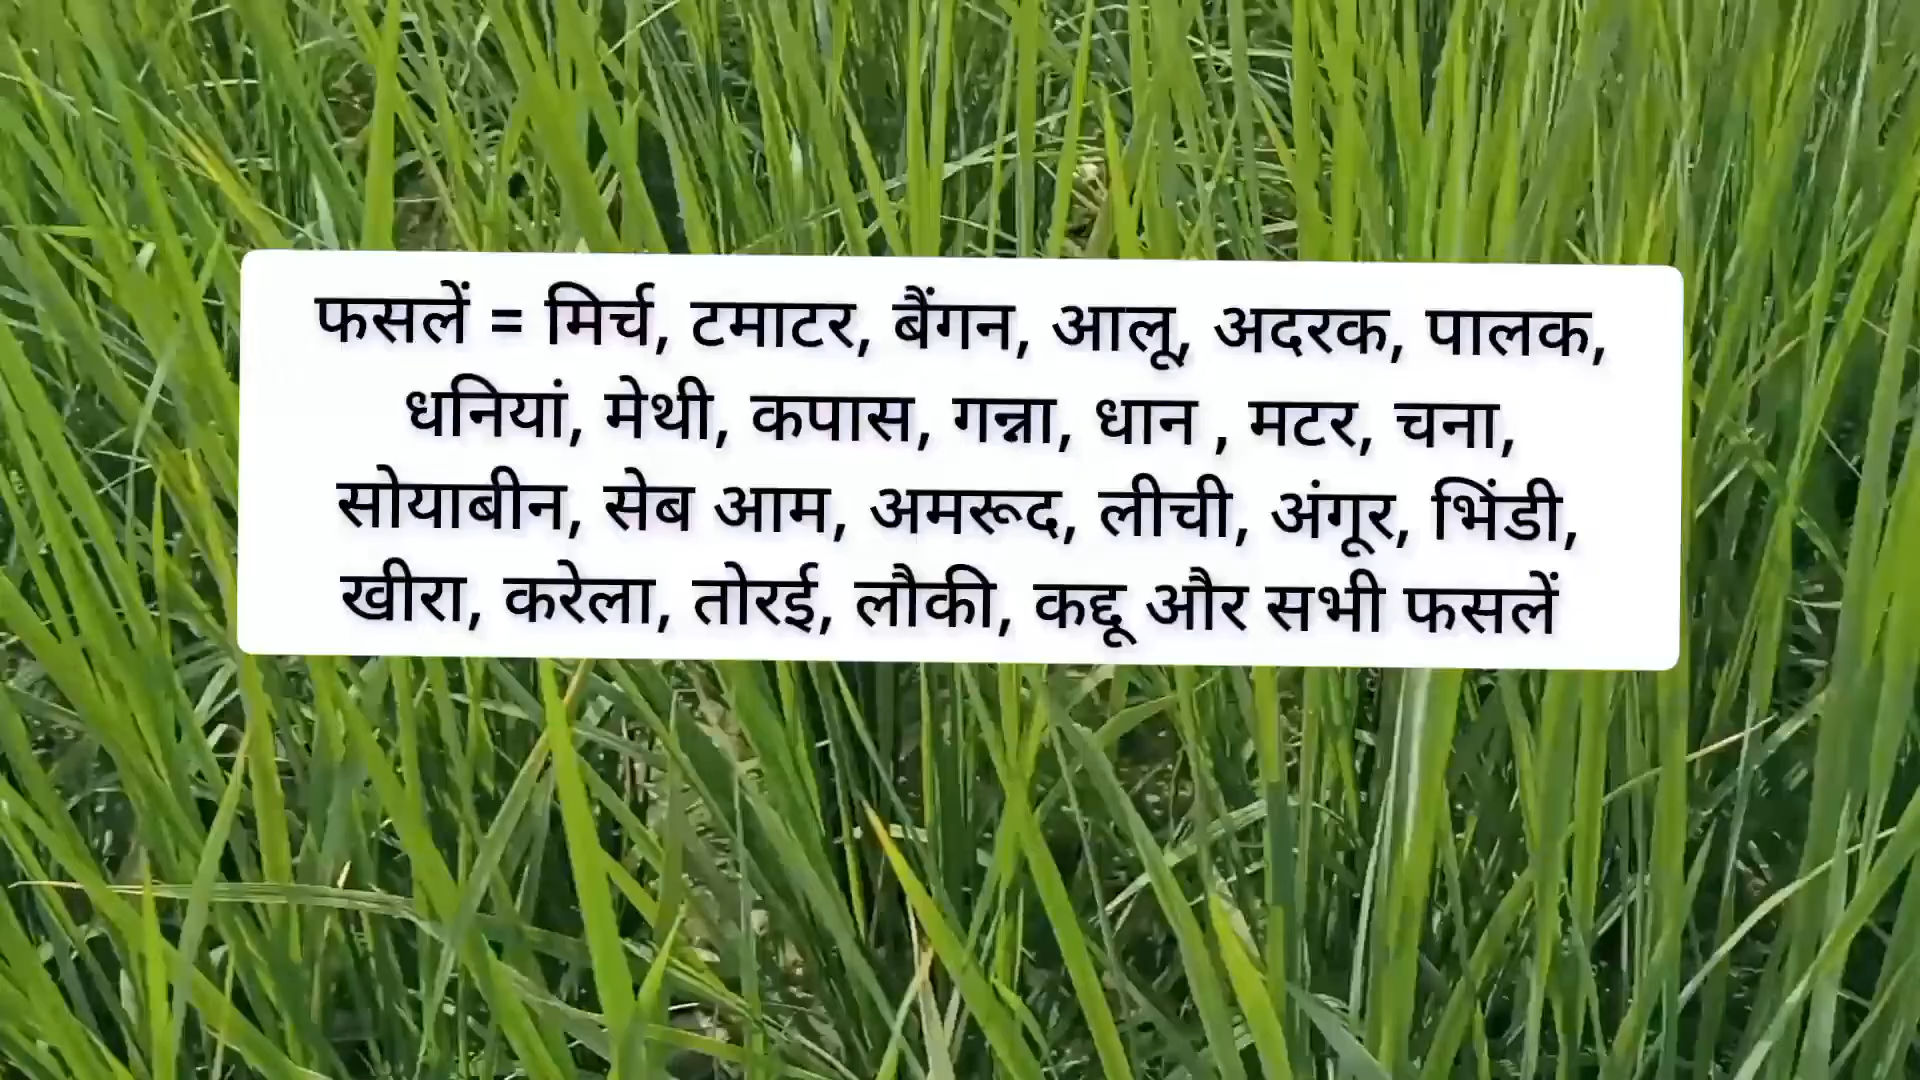 फसलें = मिर्च, टमाटर, बैंगन, आलू, अदरक, पालक,
धनियां, मेथी, कपास, गन्ना, धान , मटर, चना,
सोयाबीन, सेब आम, अमरूद, लीची, अंगूर, भिंडी,
खीरा, करेला, तोरई, लौकी, कद्दू और सभी फसलें